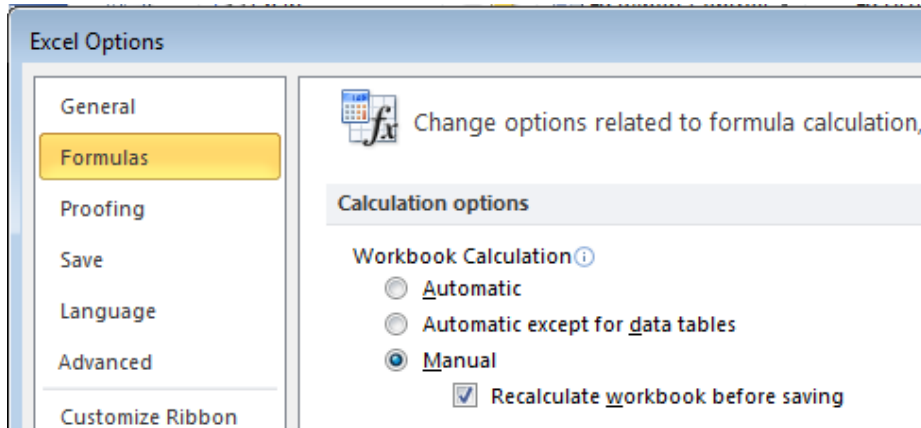 Excel Options
General
Formulas
Proofing
Save
Language
Advanced
Customize Ribbon
Change options related to formula calculation,
Calculation options
Workbook Calculation
Automatic
Automatic except for data tables
Manual
Recalculate workbook before saving